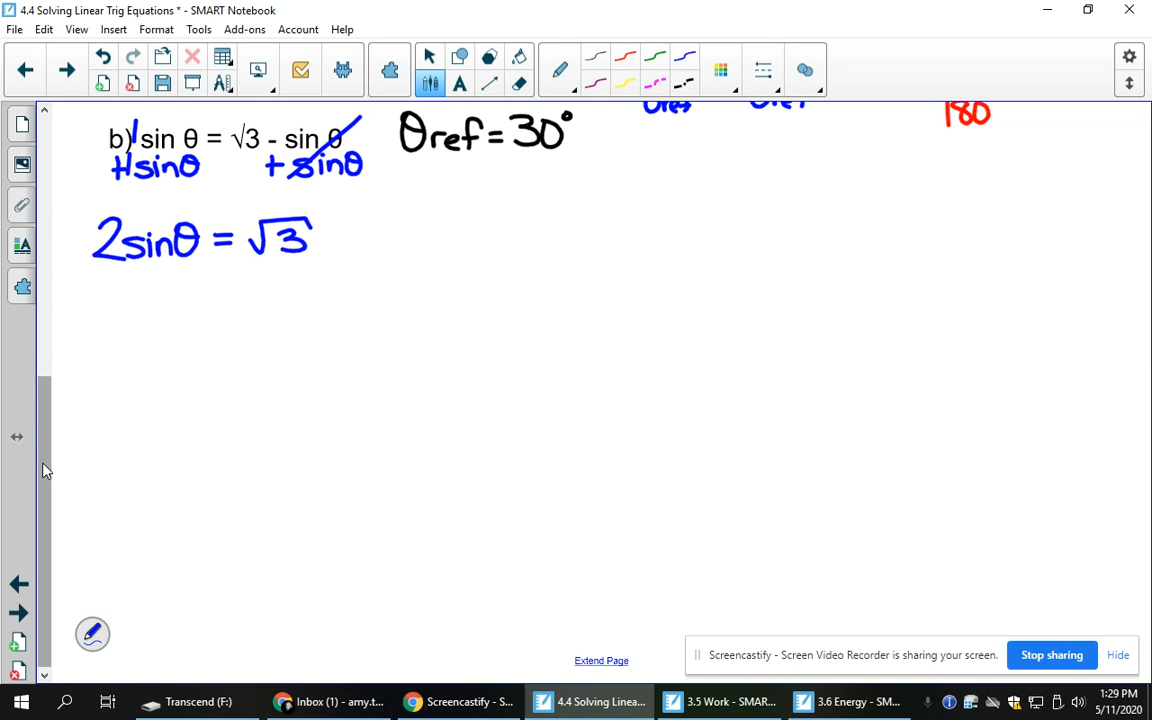 4.4 Solving Linear Trig Equations * - SMART Notebook
File Edit View Insert Format Tools Add-ons Account Help
180
b) 1 sin θ = √3 - sin θ
θref = 30°
+1sinθ + sinθ
2sinθ = √3
Extend Page
Screencastify - Screen Video Recorder is sharing your screen. Stop sharing Hide
Transcend (F:) Inbox (1) - amy.t... Screencastify - S... 4.4 Solving Linea... 3.5 Work - SMAR... 3.6 Energy - SM...
1:29 PM
5/11/2020